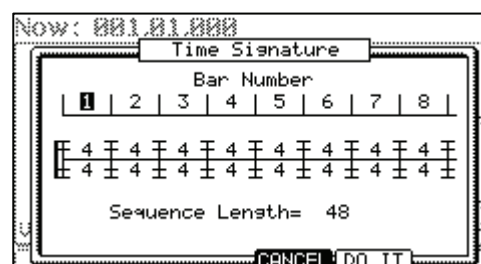 Now: 001.01.000
Time Signature
Bar Number
1 | 2 | 3 | 4 | 5 | 6 | 7 | 8
4 4 4 4 4 4 4 4
4 4 4 4 4 4 4 4
Sequence Length= 48
CANCEL DO IT